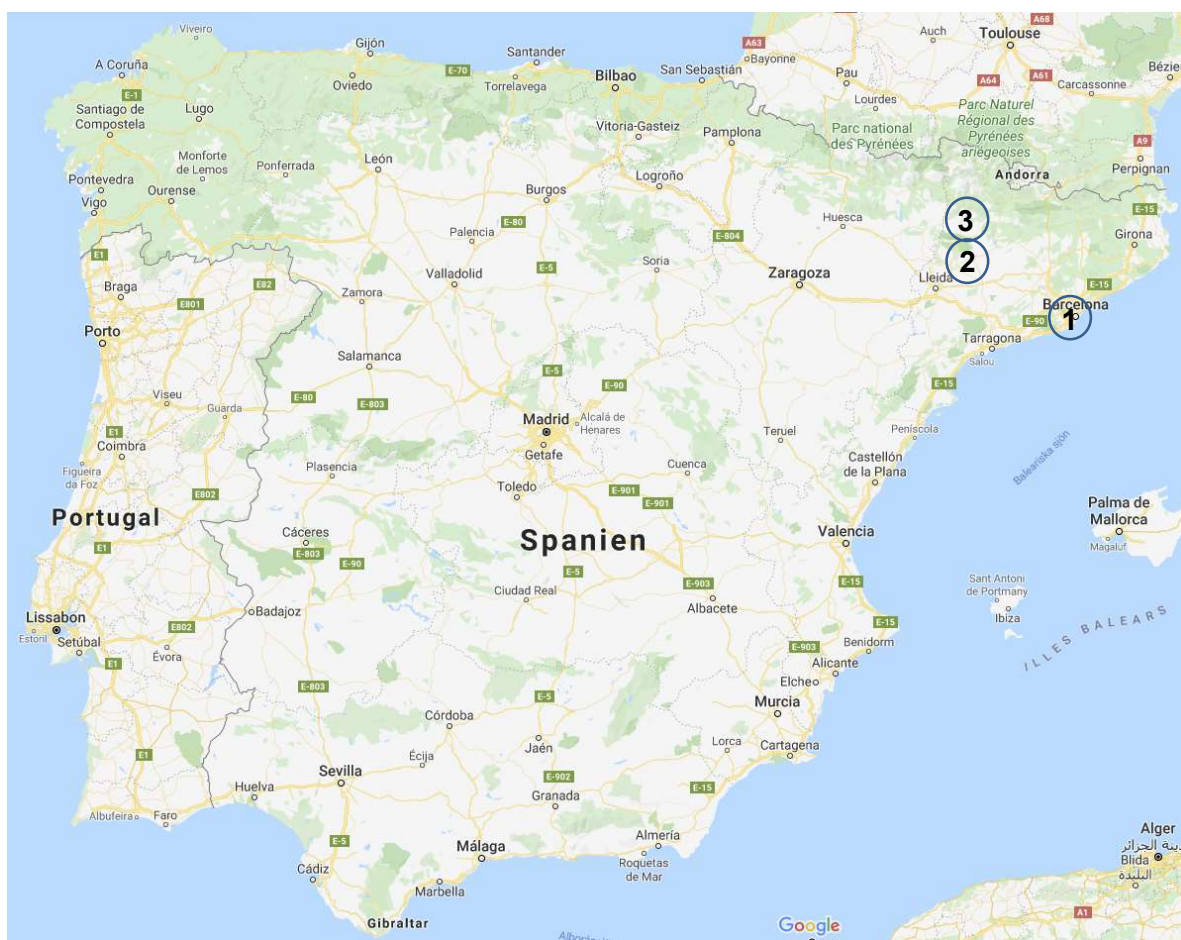 Viveiro
A Coruña
Gijón
Santander
Oviedo
E-70
Torrelavega
Bilbao
San Sebastián
A63
Bayonne
Auch
A68
Toulouse
Pau
A64
A61
Carcassonne
Lourdes
E-1
Santiago de
Compostela
Lugo
Vitoria-Gasteiz
Pamplona
Parc national
des Pyrénées
Parc Naturel
Régional des
Pyrénées
ariégeoises
A9
Perpignan
Monforte
de Lemos
Ponferrada
León
Logroño
Andorra
Pontevedra
Ourense
Vigo
Burgos
E-80
Palencia
E-804
Huesca
3
E-15
Girona
E1
E-5
Soria
2
Braga
E82
Valladolid
Zaragoza
Lleida
E-15
E801
Zamora
Barcelona
Porto
E-90
1
Tarragona
Salou
Salamanca
E-5
E-90
E-15
Viseu
Guarda
E-80
E-803
E1
Coimbra
Madrid
Alcalá de
Henares
Getafe
Teruel
Peníscola
Baleariska sjön
Figueira
da Foz
Plasencia
Cuenca
Castellón
de la Plana
E802
Toledo
E-901
E-901
Palma de
Mallorca
Portugal
Cáceres
Spanien
Valencia
Magaluf
E1
E-803
E-90
E-5
E-903
E-15
Sant Antoni
de Portmany
Ciudad Real
Albacete
Ibiza
Badajoz
Lissabon
E802
E-15
ILLES BALEARS
Estoril
Setúbal
Évora
E-903
Benidorm
E1
Alicante
Elche
E-803
E-5
Murcia
Córdoba
Jaén
Lorca
Cartagena
E1
Écija
Sevilla
E-902
Huelva
Granada
E-15
Albufeira
Faro
Almería
Alger
E-5
Málaga
Roquetas
de Mar
Blida
البليدة
Cádiz
Marbella
A1
Gibraltar
Google